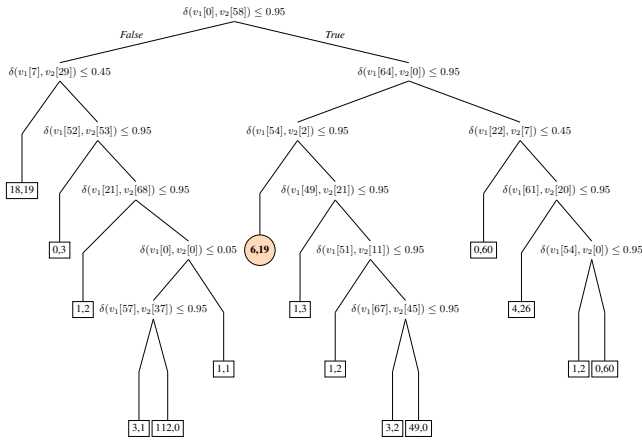 δ(v₁[0], v₂[58]) ≤ 0.95
False True
δ(v₁[7], v₂[29]) ≤ 0.45 δ(v₁[64], v₂[0]) ≤ 0.95
δ(v₁[52], v₂[53]) ≤ 0.95 δ(v₁[54], v₂[2]) ≤ 0.95 δ(v₁[22], v₂[7]) ≤ 0.45
18,19 δ(v₁[21], v₂[68]) ≤ 0.95 δ(v₁[49], v₂[21]) ≤ 0.95 δ(v₁[61], v₂[20]) ≤ 0.95
0,3 δ(v₁[0], v₂[0]) ≤ 0.05 6,19 δ(v₁[51], v₂[11]) ≤ 0.95 0,60 δ(v₁[54], v₂[0]) ≤ 0.95
1,2 δ(v₁[57], v₂[37]) ≤ 0.95 1,3 δ(v₁[67], v₂[45]) ≤ 0.95 4,26
1,1 1,2 1,2 0,60
3,1 112,0 3,2 49,0